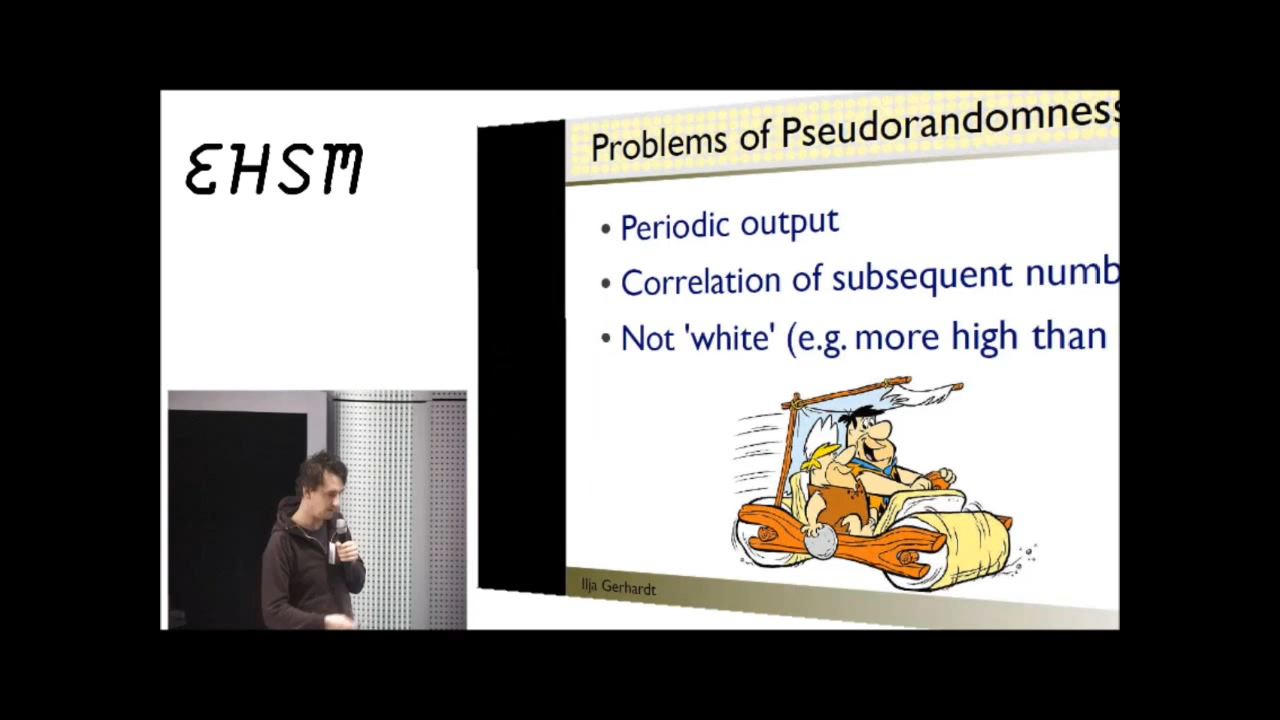 EHSM
Problems of Pseudorandomness
• Periodic output
• Correlation of subsequent numb
• Not 'white' (e.g. more high than
Ilja Gerhardt